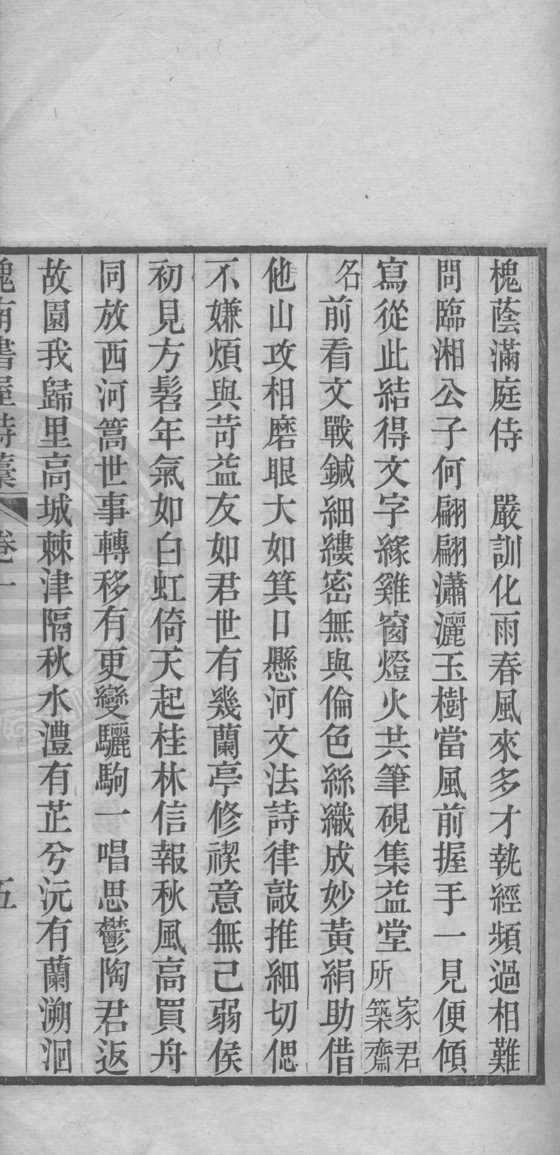 槐蔭滿庭侍　嚴訓化雨春風來多才執經頻過相難
問臨湘公子何翩翩瀟灑玉樹當風前握手一見便傾
寫從此結得文字緣雞窗燈火共筆硯集益堂家君所築齋
名前看文戰鍼細縷密無與倫色絲織成妙黃絹助借
他山攻相磨眼大如箕口懸河文法詩律敲推細切偲
不嫌煩與苛益友如君世有幾蘭亭修禊意無已弱侯
初見方髫年氣如白虹倚天起桂林信報秋風高買舟
同放西河篙世事轉移有更變驪駒一唱思鬱陶君返
故園我歸里高城棘津隔秋水澧有芷兮沅有蘭溯洄
槐南書屋詩藁　卷一　五